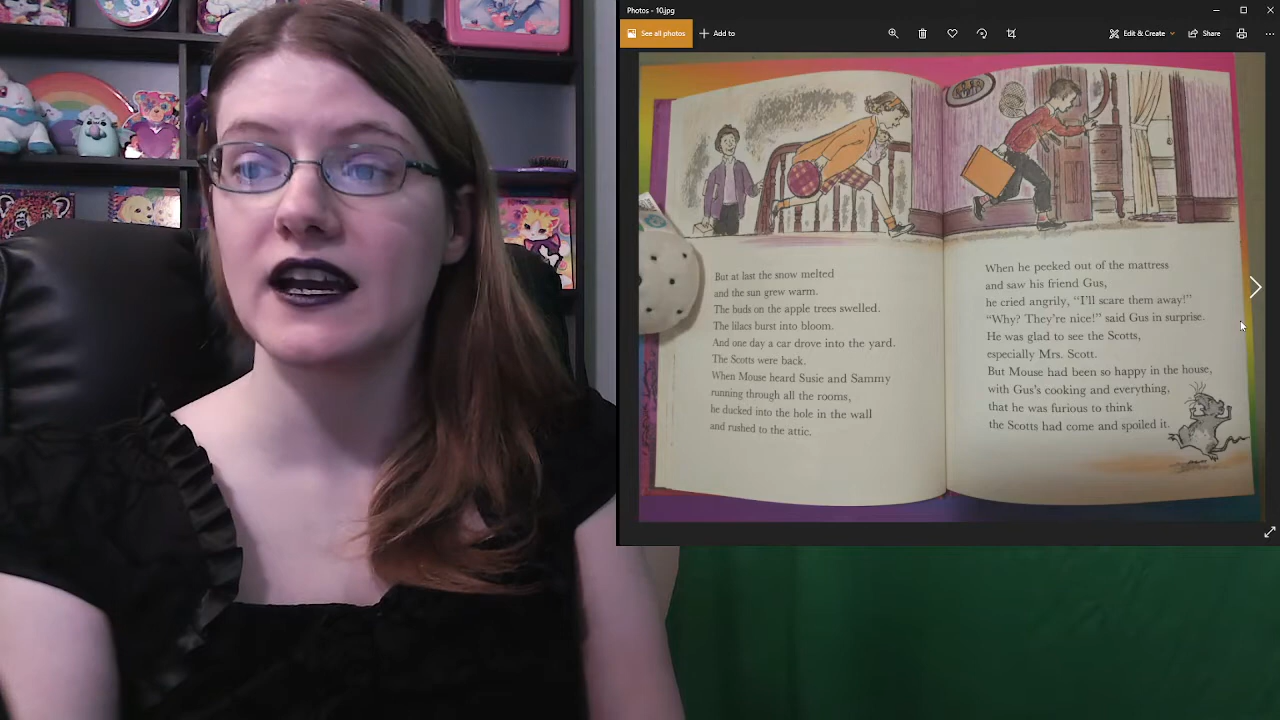 Photos - 10.jpg
See all photos
Add to
Edit & Create
Share
But at last the snow melted
and the sun grew warm.
The buds on the apple trees swelled.
The lilacs burst into bloom.
And one day a car drove into the yard.
The Scotts were back.
When Mouse heard Susie and Sammy
running through all the rooms,
he ducked into the hole in the wall
and rushed to the attic.
When he peeked out of the mattress
and saw his friend Gus,
he cried angrily, “I'll scare them away!”
“Why? They're nice!” said Gus in surprise.
He was glad to see the Scotts,
especially Mrs. Scott.
But Mouse had been so happy in the house,
with Gus's cooking and everything,
that he was furious to think
the Scotts had come and spoiled it.